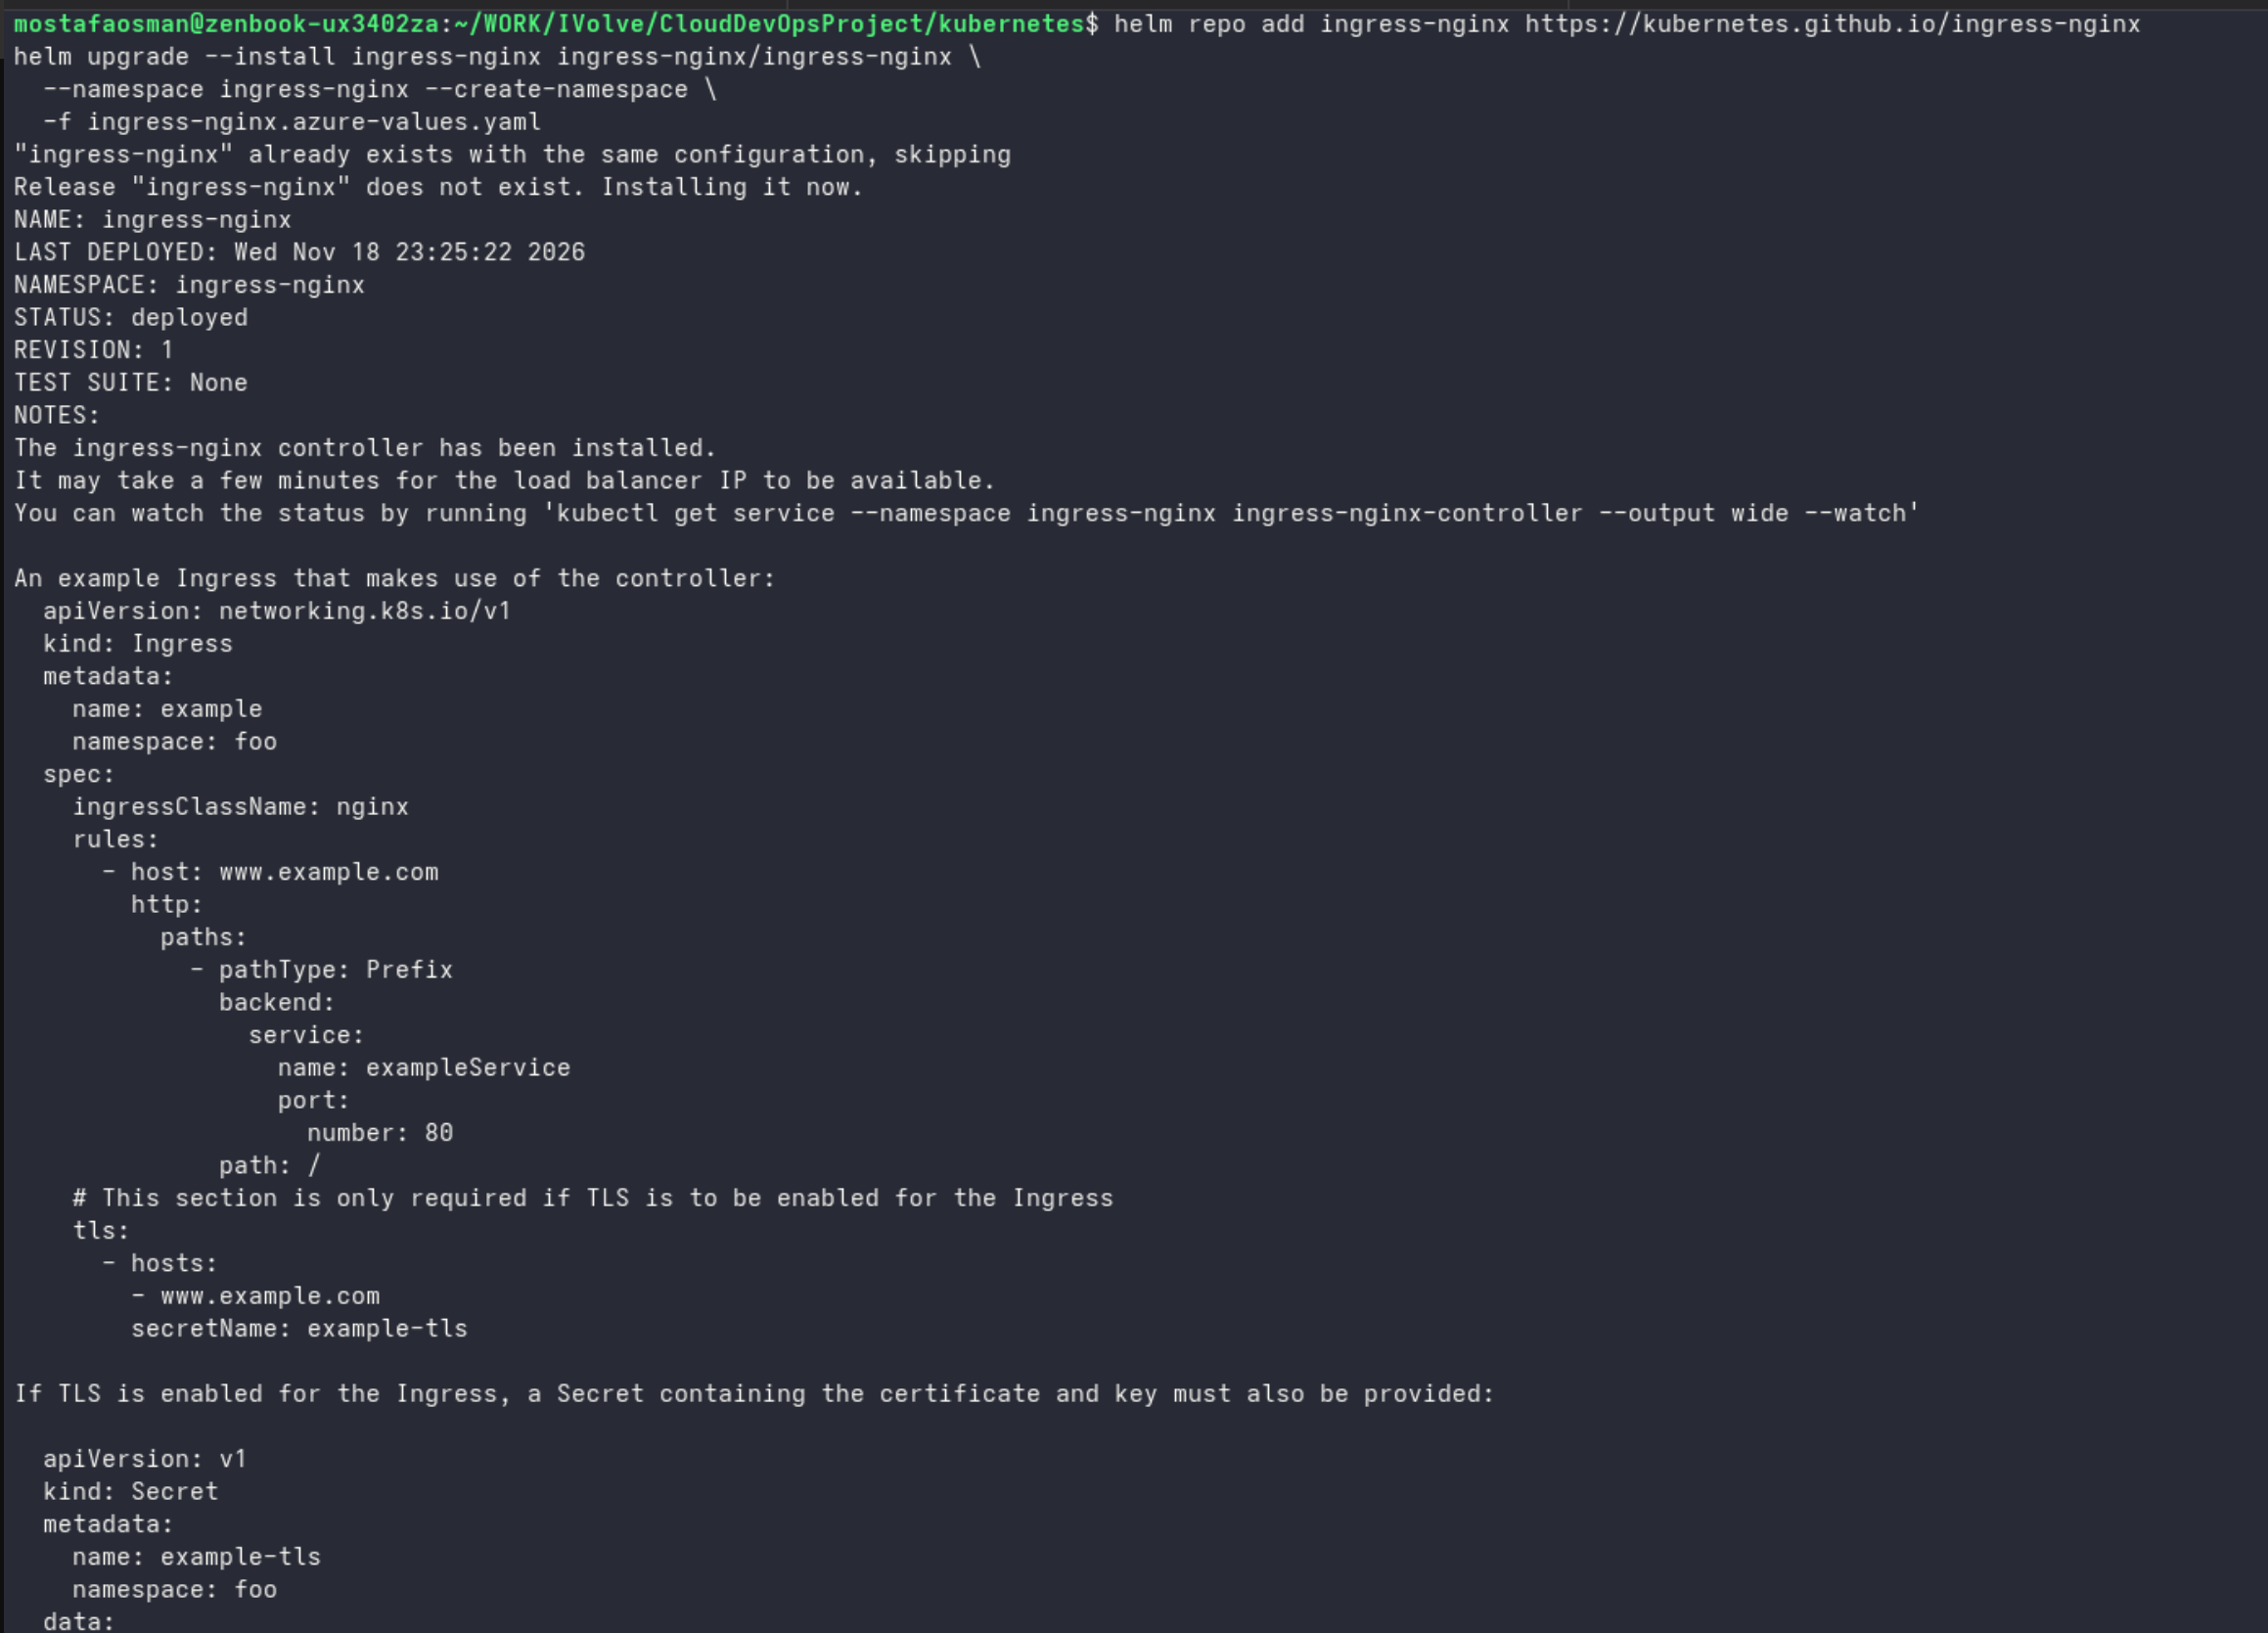 mostafaosman@zenbook-ux3402za:~/WORK/IVolve/CloudDevOpsProject/kubernetes$ helm repo add ingress-nginx https://kubernetes.github.io/ingress-nginx
helm upgrade --install ingress-nginx ingress-nginx/ingress-nginx \
  --namespace ingress-nginx --create-namespace \
  -f ingress-nginx.azure-values.yaml
"ingress-nginx" already exists with the same configuration, skipping
Release "ingress-nginx" does not exist. Installing it now.
NAME: ingress-nginx
LAST DEPLOYED: Wed Nov 18 23:25:22 2026
NAMESPACE: ingress-nginx
STATUS: deployed
REVISION: 1
TEST SUITE: None
NOTES:
The ingress-nginx controller has been installed.
It may take a few minutes for the load balancer IP to be available.
You can watch the status by running 'kubectl get service --namespace ingress-nginx ingress-nginx-controller --output wide --watch'

An example Ingress that makes use of the controller:
  apiVersion: networking.k8s.io/v1
  kind: Ingress
  metadata:
    name: example
    namespace: foo
  spec:
    ingressClassName: nginx
    rules:
      - host: www.example.com
        http:
          paths:
            - pathType: Prefix
              backend:
                service:
                  name: exampleService
                  port:
                    number: 80
              path: /
    # This section is only required if TLS is to be enabled for the Ingress
    tls:
      - hosts:
        - www.example.com
        secretName: example-tls

If TLS is enabled for the Ingress, a Secret containing the certificate and key must also be provided:

  apiVersion: v1
  kind: Secret
  metadata:
    name: example-tls
    namespace: foo
  data: